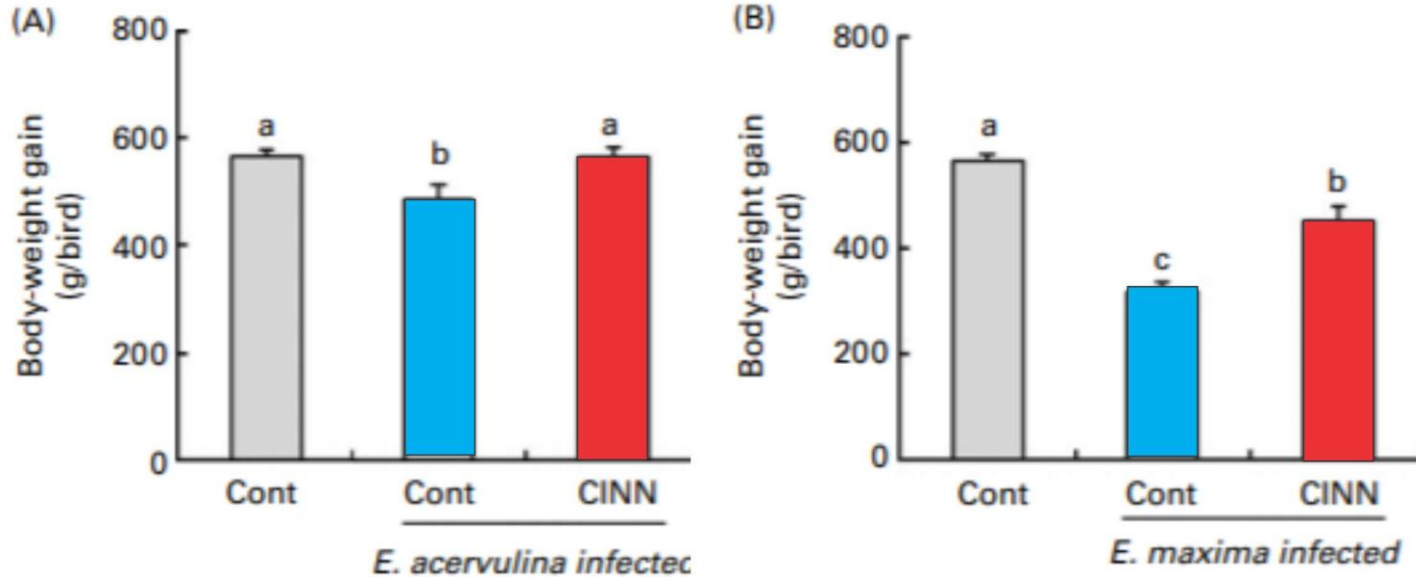 (A)
Body-weight gain
(g/bird)
800
600
400
200
0
a
b
a
Cont
Cont
CINN
E. acervulina infected
(B)
Body-weight gain
(g/bird)
800
600
400
200
0
a
c
b
Cont
Cont
CINN
E. maxima infected